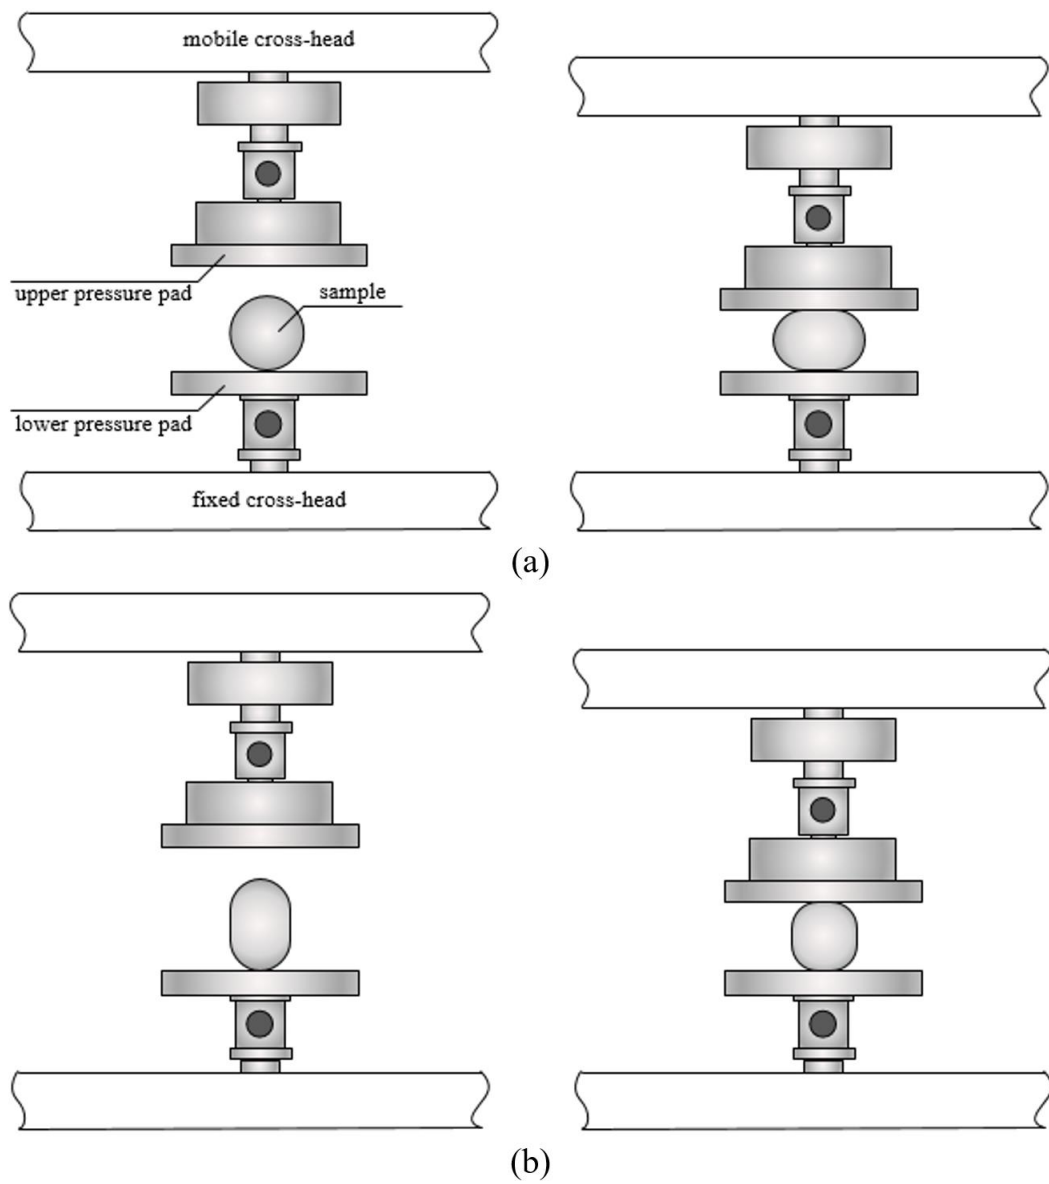 mobile cross-head
upper pressure pad
sample
lower pressure pad
fixed cross-head
(a)
(b)